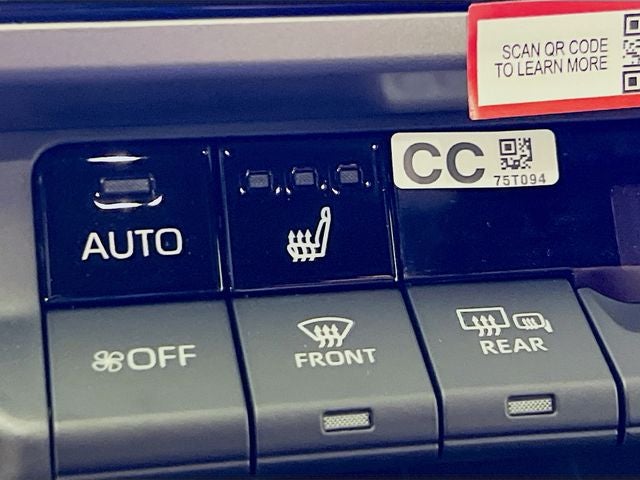 SCAN QR CODE
TO LEARN MORE
CC
75T094
AUTO
OFF
FRONT
REAR